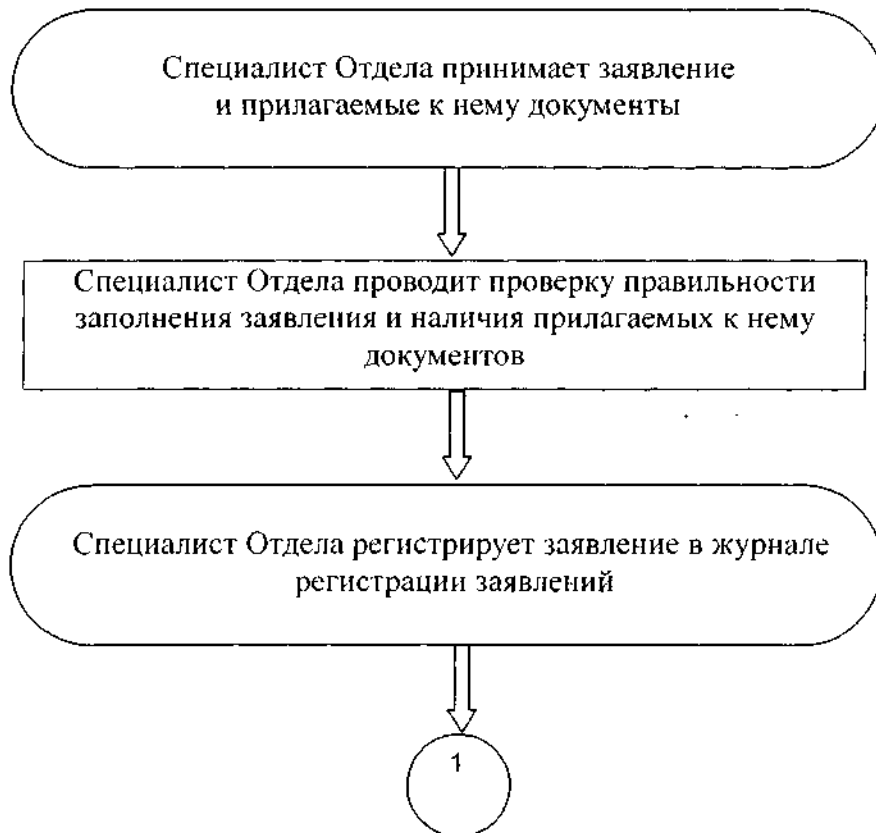 Специалист Отдела принимает заявление
и прилагаемые к нему документы
Специалист Отдела проводит проверку правильности
заполнения заявления и наличия прилагаемых к нему
документов
Специалист Отдела регистрирует заявление в журнале
регистрации заявлений
1